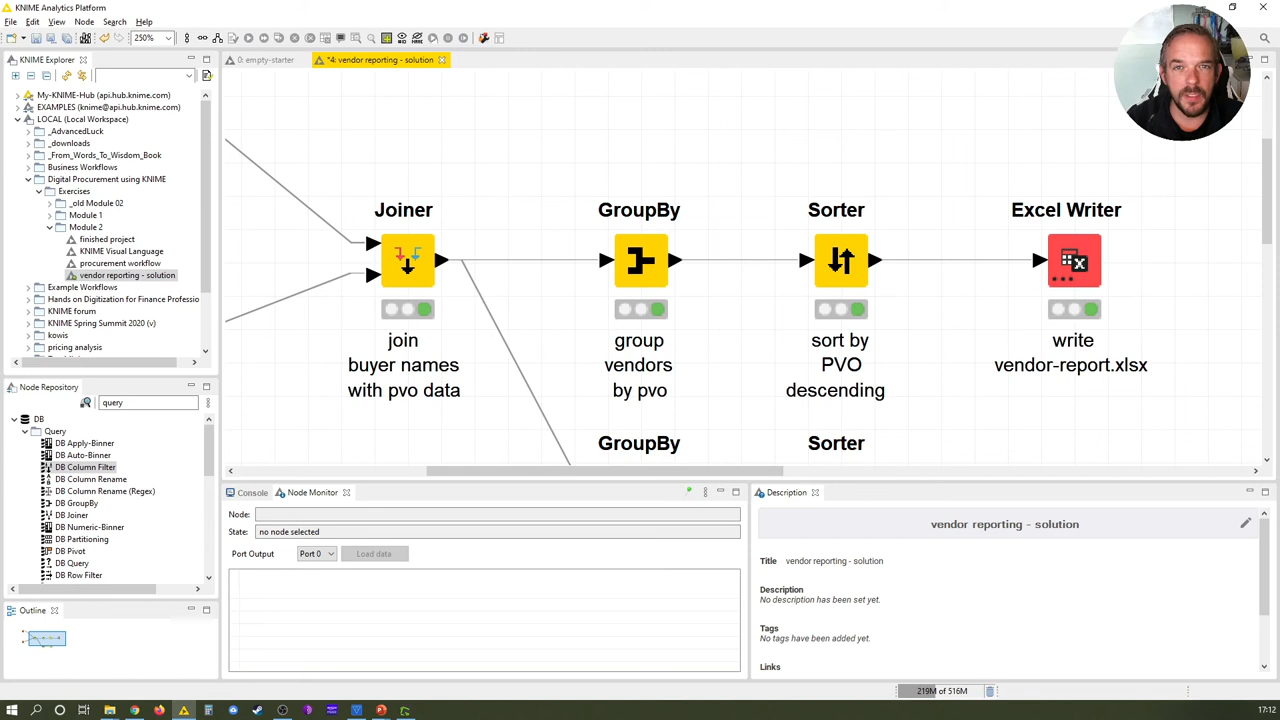 KNIME Analytics Platform
File Edit View Node Search Help
250%
KNIME Explorer
0: empty-starter
*4: vendor reporting - solution
My-KNIME-Hub (api.hub.knime.com)
EXAMPLES (knime@api.hub.knime.com)
LOCAL (Local Workspace)
_AdvancedLuck
_downloads
_From_Words_To_Wisdom_Book
Business Workflows
Digital Procurement using KNIME
Exercises
_old Module 02
Module 1
Module 2
finished project
KNIME Visual Language
procurement workflow
vendor reporting - solution
Example Workflows
Hands on Digitization for Finance Professio
KNIME forum
KNIME Spring Summit 2020 (v)
kowis
pricing analysis
Node Repository
query
DB
Query
DB Apply-Binner
DB Auto-Binner
DB Column Filter
DB Column Rename
DB Column Rename (Regex)
DB GroupBy
DB Joiner
DB Numeric-Binner
DB Partitioning
DB Pivot
DB Query
DB Row Filter
Outline
Joiner
join
buyer names
with pvo data
GroupBy
group
vendors
by pvo
Sorter
sort by
PVO
descending
Excel Writer
write
vendor-report.xlsx
GroupBy
Sorter
Console
Node Monitor
Node:
State: no node selected
Port Output Port 0 Load data
Description
vendor reporting - solution
Title vendor reporting - solution
Description
No description has been set yet.
Tags
No tags have been added yet.
Links
219M of 516M
17:12